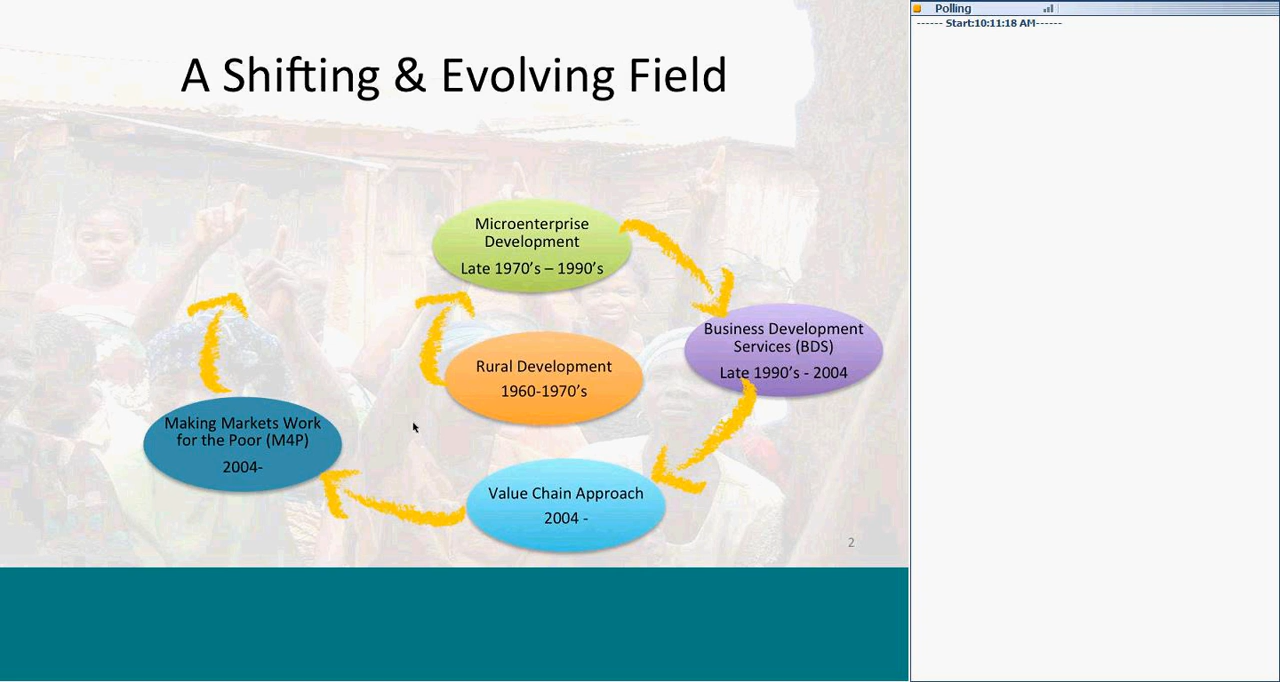 A Shifting & Evolving Field
Microenterprise
Development
Late 1970's – 1990's
Business Development
Services (BDS)
Late 1990's - 2004
Rural Development
1960-1970's
Making Markets Work
for the Poor (M4P)
2004-
Value Chain Approach
2004 -
2
Polling
------ Start:10:11:18 AM------